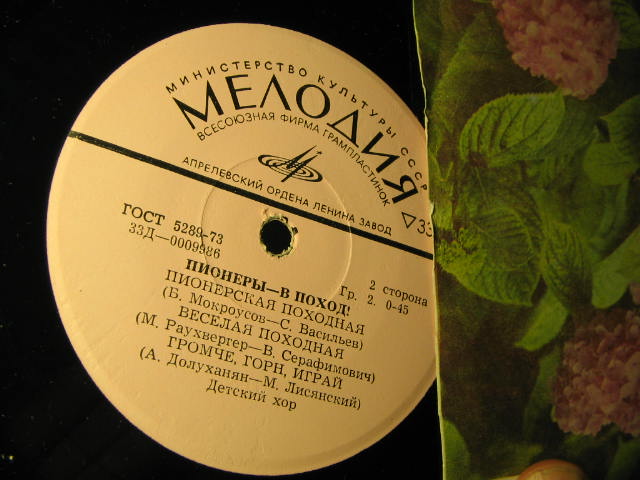 МИНИСТЕРСТВО КУЛЬТУРЫ СССР
МЕЛОДИЯ
ВСЕСОЮЗНАЯ ФИРМА ГРАМПЛАСТИНОК
АПРЕЛЕВСКИЙ ОРДЕНА ЛЕНИНА ЗАВОД
33
ГОСТ 5289–73
33Д—0009986
2 сторона
Гр. 2. 0-45
ПИОНЕРЫ—В ПОХОД!
ПИОНЕРСКАЯ ПОХОДНАЯ
(Б. Мокроусов—С. Васильев)
ВЕСЕЛАЯ ПОХОДНАЯ
(М. Раухвергер—В. Серафимович)
ГРОМЧЕ, ГОРН, ИГРАЙ
(А. Долуханян—М. Лисянский)
Детский хор